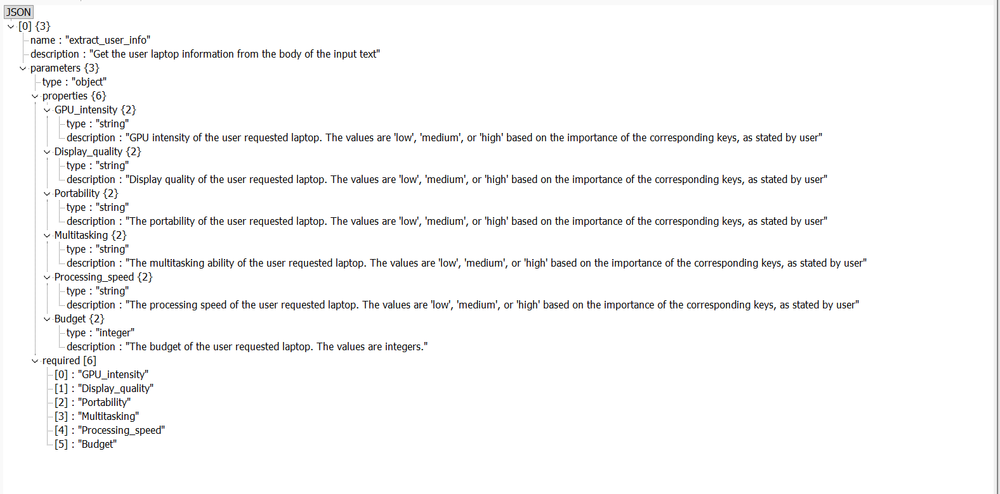 JSON
[0] {3}
name : "extract_user_info"
description : "Get the user laptop information from the body of the input text"
parameters {3}
type : "object"
properties {6}
GPU_intensity {2}
type : "string"
description : "GPU intensity of the user requested laptop. The values are 'low', 'medium', or 'high' based on the importance of the corresponding keys, as stated by user"
Display_quality {2}
type : "string"
description : "Display quality of the user requested laptop. The values are 'low', 'medium', or 'high' based on the importance of the corresponding keys, as stated by user"
Portability {2}
type : "string"
description : "The portability of the user requested laptop. The values are 'low', 'medium', or 'high' based on the importance of the corresponding keys, as stated by user"
Multitasking {2}
type : "string"
description : "The multitasking ability of the user requested laptop. The values are 'low', 'medium', or 'high' based on the importance of the corresponding keys, as stated by user"
Processing_speed {2}
type : "string"
description : "The processing speed of the user requested laptop. The values are 'low', 'medium', or 'high' based on the importance of the corresponding keys, as stated by user"
Budget {2}
type : "integer"
description : "The budget of the user requested laptop. The values are integers."
required [6]
[0] : "GPU_intensity"
[1] : "Display_quality"
[2] : "Portability"
[3] : "Multitasking"
[4] : "Processing_speed"
[5] : "Budget"